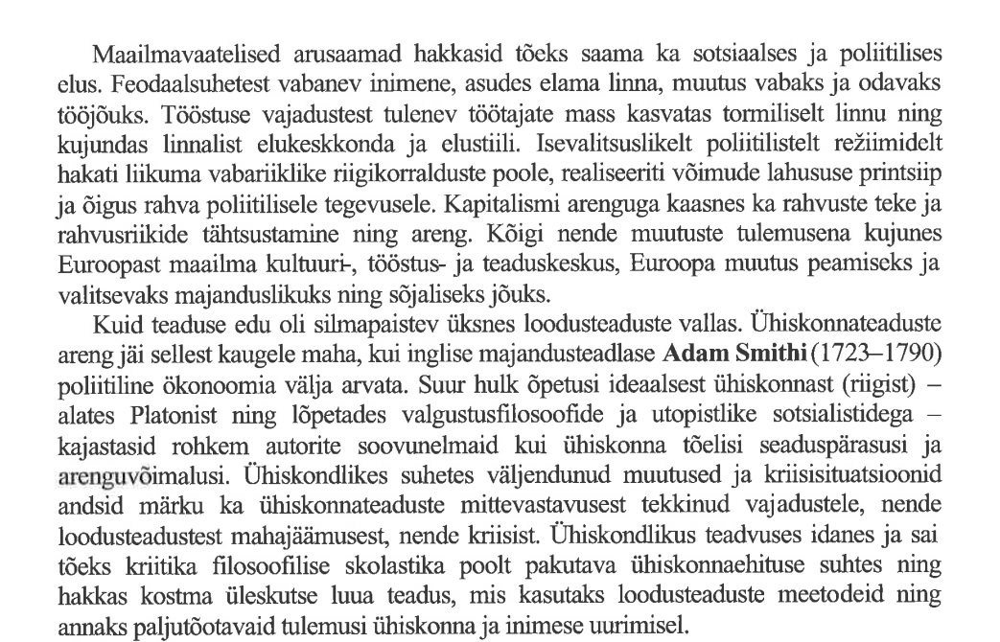 Maailmavaatelised arusaamad hakkasid tõeks saama ka sotsiaalses ja poliitilises
elus. Feodaalsuhetest vabanev inimene, asudes elama linna, muutus vabaks ja odavaks
tööjõuks. Tööstuse vajadustest tulenev töötajate mass kasvatas tormiliselt linnu ning
kujundas linnalist elukeskkonda ja elustiili. Isevalitsuslikelt poliitilistelt režiimidelt
hakati liikuma vabariiklike riigikorralduste poole, realiseeriti võimude lahususe printsiip
ja õigus rahva poliitilisele tegevusele. Kapitalismi arenguga kaasnes ka rahvuste teke ja
rahvusriikide tähtsustamine ning areng. Kõigi nende muutuste tulemusena kujunes
Euroopast maailma kultuuri-, tööstus- ja teaduskeskus, Euroopa muutus peamiseks ja
valitsevaks majanduslikuks ning sõjaliseks jõuks.
Kuid teaduse edu oli silmapaistev üksnes loodusteaduste vallas. Ühiskonnateaduste
areng jäi sellest kaugele maha, kui inglise majandusteadlase Adam Smithi (1723–1790)
poliitiline ökonoomia välja arvata. Suur hulk õpetusi ideaalsest ühiskonnast (riigist) –
alates Platonist ning lõpetades valgustusfilosoofide ja utopistlike sotsialistidega –
kajastasid rohkem autorite soovunelmaid kui ühiskonna tõelisi seaduspärasusi ja
arenguvõimalusi. Ühiskondlikes suhetes väljendunud muutused ja kriisisituatsioonid
andsid märku ka ühiskonnateaduste mittevastavusest tekkinud vajadustele, nende
loodusteadustest mahajäämusest, nende kriisist. Ühiskondlikus teadvuses idanes ja sai
tõeks kriitika filosoofilise skolastika poolt pakutava ühiskonnaehituse suhtes ning
hakkas kostma üleskutse luua teadus, mis kasutaks loodusteaduste meetodeid ning
annaks paljutõotavaid tulemusi ühiskonna ja inimese uurimisel.